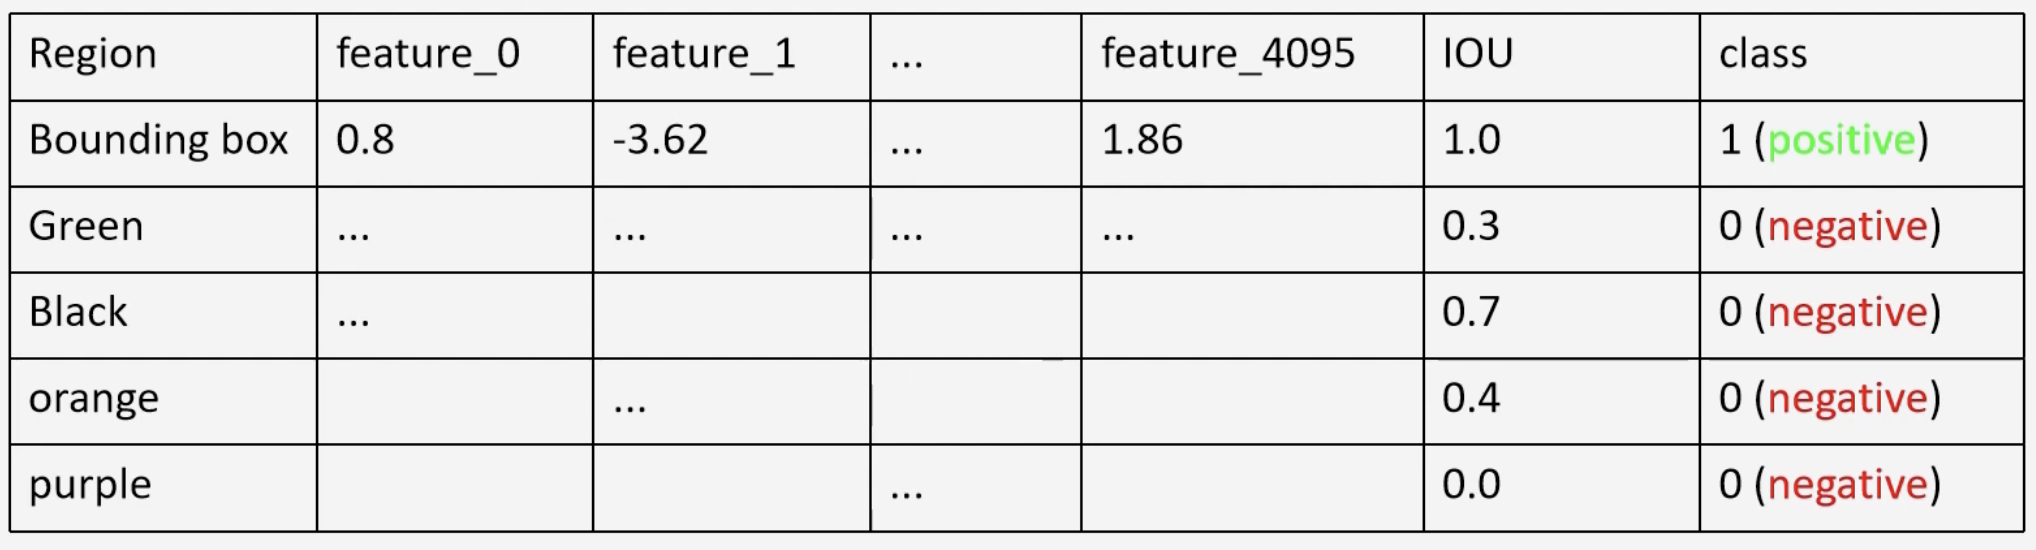 Region feature_0 feature_1 ... feature_4095 IOU class
Bounding box 0.8 -3.62 ... 1.86 1.0 1 (positive)
Green ... ... ... ... 0.3 0 (negative)
Black ... 0.7 0 (negative)
orange ... 0.4 0 (negative)
purple ... 0.0 0 (negative)